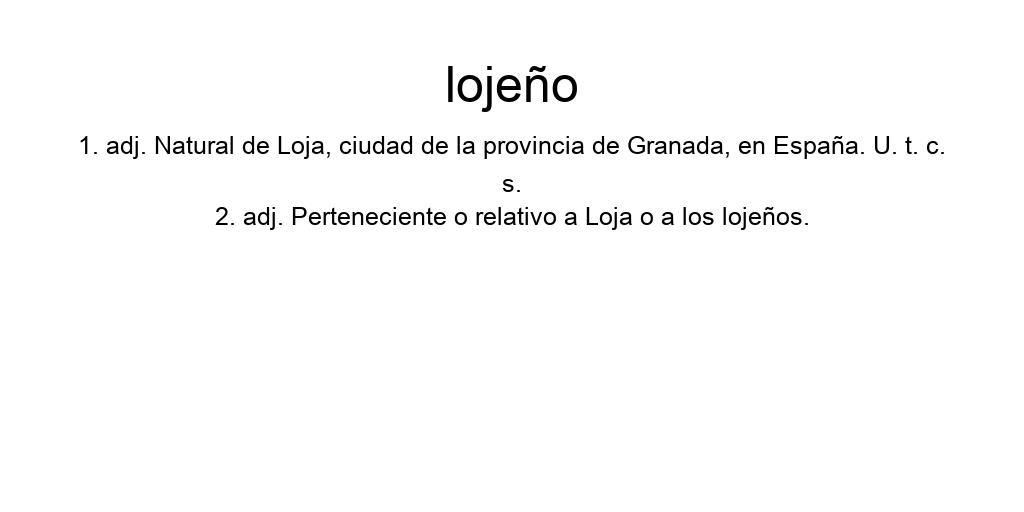 lojeño
1. adj. Natural de Loja, ciudad de la provincia de Granada, en España. U. t. c.
s.
2. adj. Perteneciente o relativo a Loja o a los lojeños.